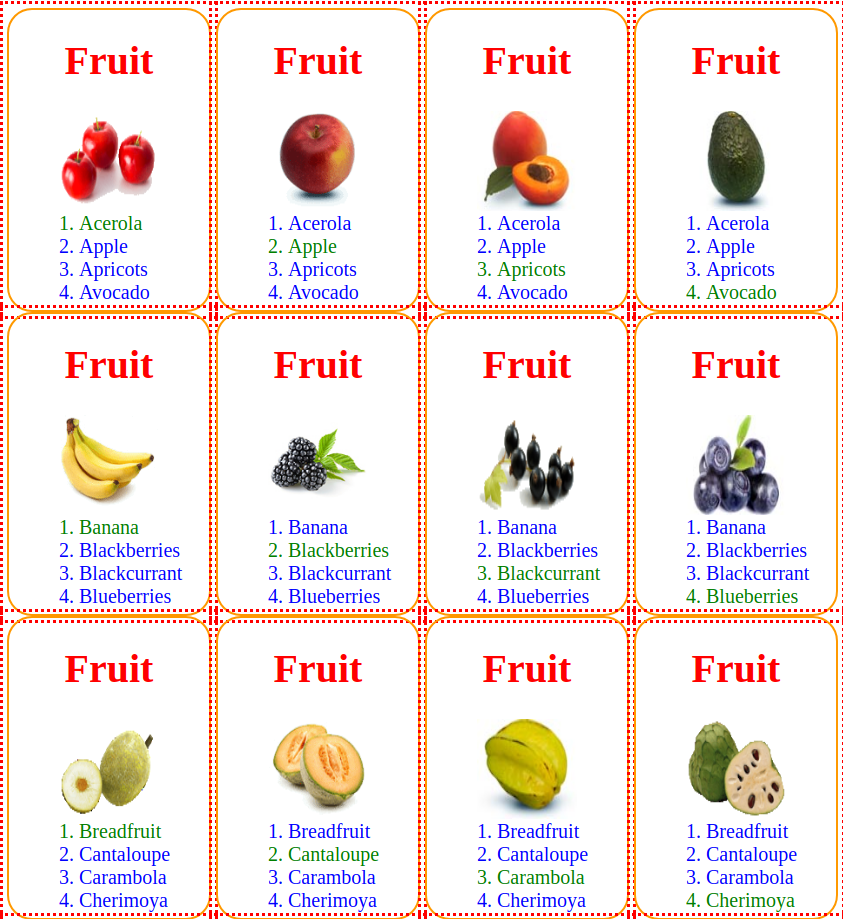 Fruit
1. Acerola
2. Apple
3. Apricots
4. Avocado
Fruit
1. Acerola
2. Apple
3. Apricots
4. Avocado
Fruit
1. Acerola
2. Apple
3. Apricots
4. Avocado
Fruit
1. Acerola
2. Apple
3. Apricots
4. Avocado
Fruit
1. Banana
2. Blackberries
3. Blackcurrant
4. Blueberries
Fruit
1. Banana
2. Blackberries
3. Blackcurrant
4. Blueberries
Fruit
1. Banana
2. Blackberries
3. Blackcurrant
4. Blueberries
Fruit
1. Banana
2. Blackberries
3. Blackcurrant
4. Blueberries
Fruit
1. Breadfruit
2. Cantaloupe
3. Carambola
4. Cherimoya
Fruit
1. Breadfruit
2. Cantaloupe
3. Carambola
4. Cherimoya
Fruit
1. Breadfruit
2. Cantaloupe
3. Carambola
4. Cherimoya
Fruit
1. Breadfruit
2. Cantaloupe
3. Carambola
4. Cherimoya